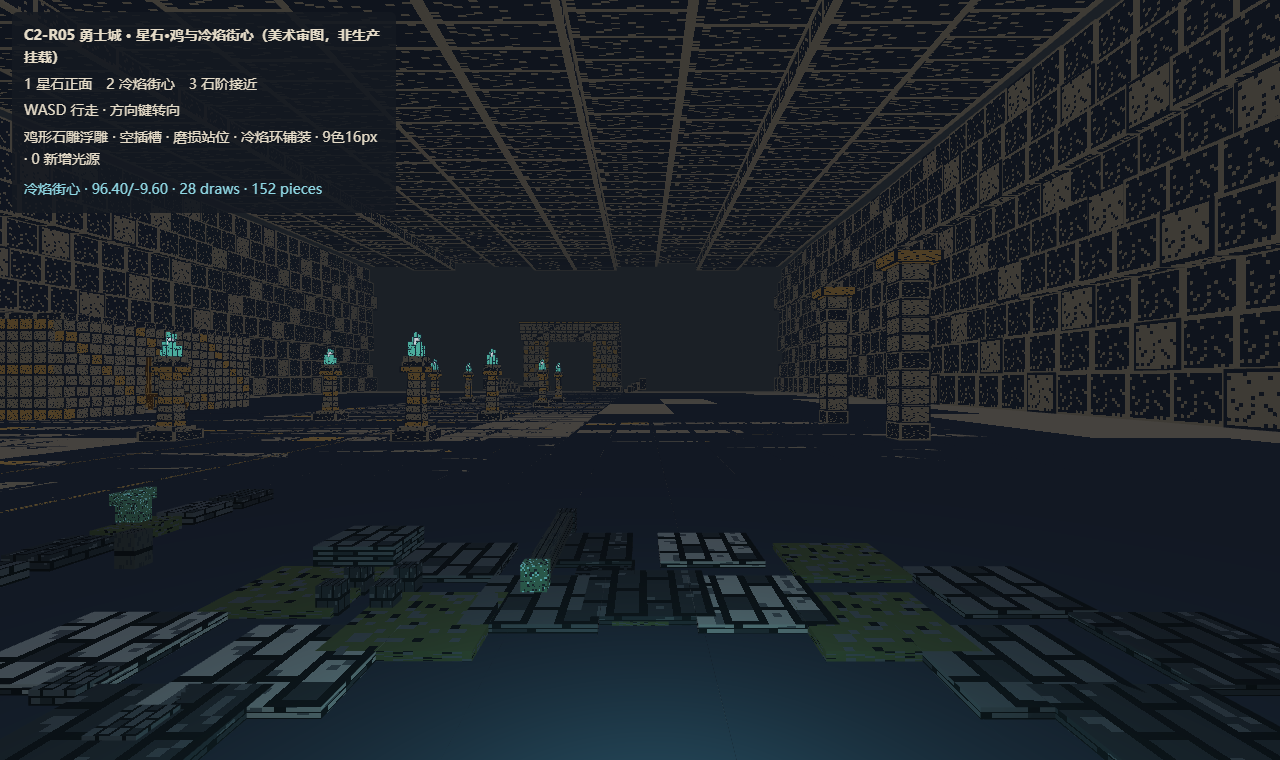 C2-R05 勇士城 • 星石•鸡与冷焰街心（美术审图，非生产
挂载）
1 星石正面 2 冷焰街心 3 石阶接近
WASD 行走 · 方向键转向
鸡形石雕浮雕 · 空插槽 · 磨损站位 · 冷焰环铺装 · 9色16px
· 0 新增光源
冷焰街心 · 96.40/-9.60 · 28 draws · 152 pieces